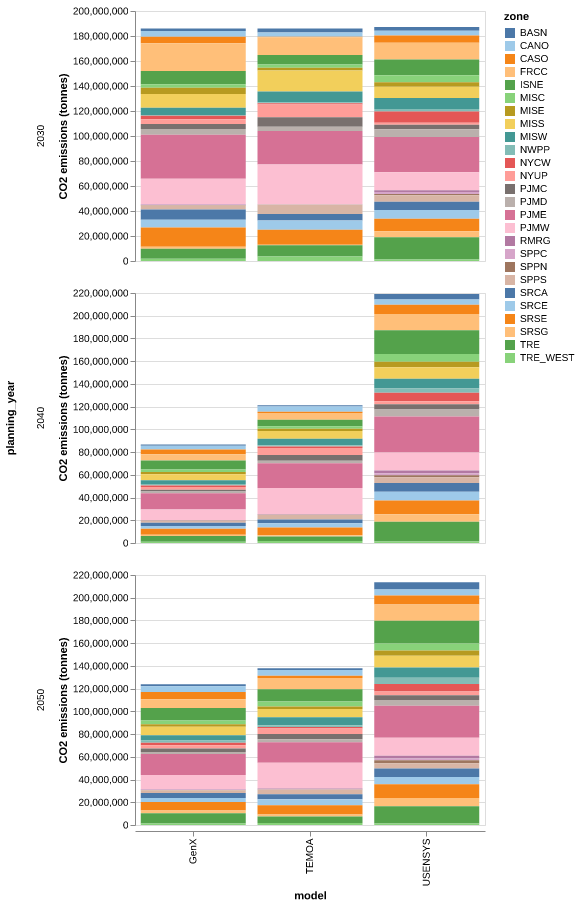 zone
BASN
CANO
CASO
FRCC
ISNE
MISC
MISE
MISS
MISW
NWPP
NYCW
NYUP
PJMC
PJMD
PJME
PJMW
RMRG
SPPC
SPPN
SPPS
SRCA
SRCE
SRSE
SRSG
TRE
TRE_WEST
planning_year
2030
CO2 emissions (tonnes)
200,000,000
180,000,000
160,000,000
140,000,000
120,000,000
100,000,000
80,000,000
60,000,000
40,000,000
20,000,000
0
2040
CO2 emissions (tonnes)
220,000,000
200,000,000
180,000,000
160,000,000
140,000,000
120,000,000
100,000,000
80,000,000
60,000,000
40,000,000
20,000,000
0
2050
CO2 emissions (tonnes)
220,000,000
200,000,000
180,000,000
160,000,000
140,000,000
120,000,000
100,000,000
80,000,000
60,000,000
40,000,000
20,000,000
0
GenX
TEMOA
USENSYS
model